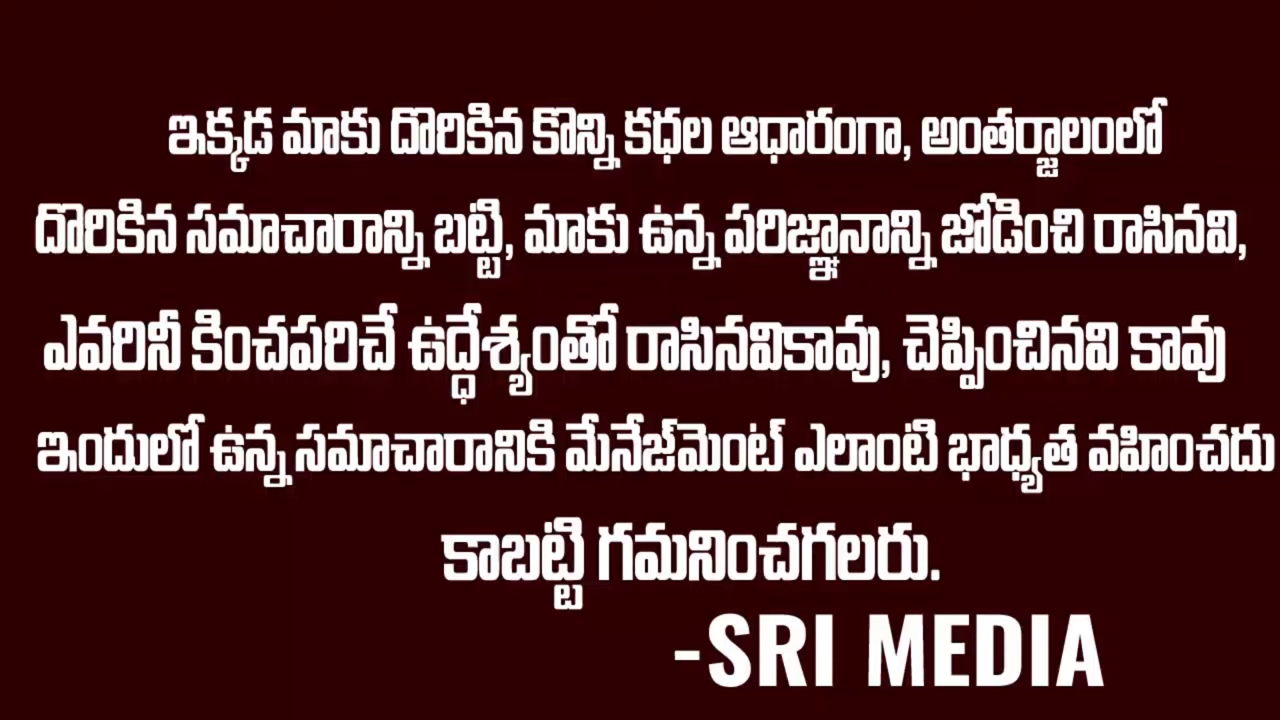 ఇక్కడ మాకు దొరికిన కొన్ని కధల ఆధారంగా, అంతర్జాలంలో
దొరికిన సమాచారాన్ని బట్టి, మాకు ఉన్న పరిజ్ఞానాన్ని జోడించి రాసినవి,
ఎవరినీ కించపరిచే ఉద్ధేశ్యంతో రాసినవికావు, చెప్పించినవి కావు
ఇందులో ఉన్న సమాచారానికి మేనేజ్‌మెంట్ ఎలాంటి భాధ్యత వహించదు
కాబట్టి గమనించగలరు.
-SRI MEDIA